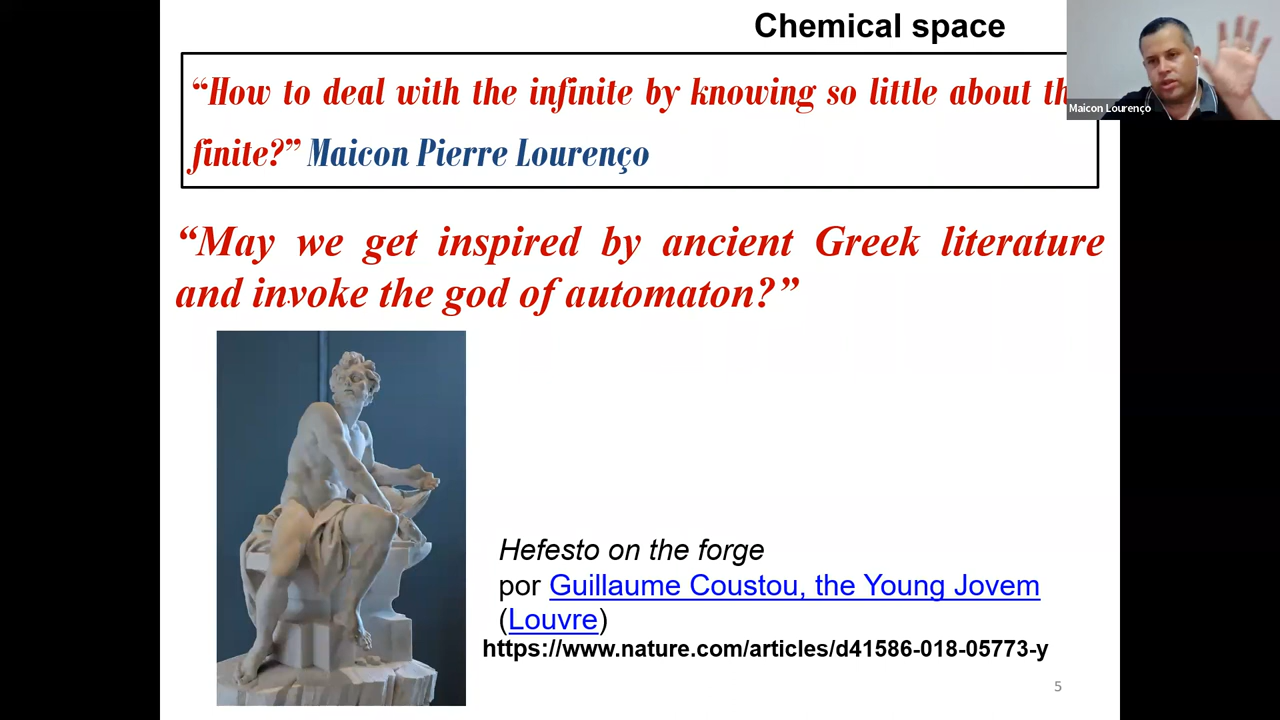 Chemical space
“How to deal with the infinite by knowing so little about th
finite?” Maicon Pierre Lourenço
Maicon Lourenço
“May we get inspired by ancient Greek literature
and invoke the god of automaton?”
Hefesto on the forge
por Guillaume Coustou, the Young Jovem
(Louvre)
https://www.nature.com/articles/d41586-018-05773-y
5